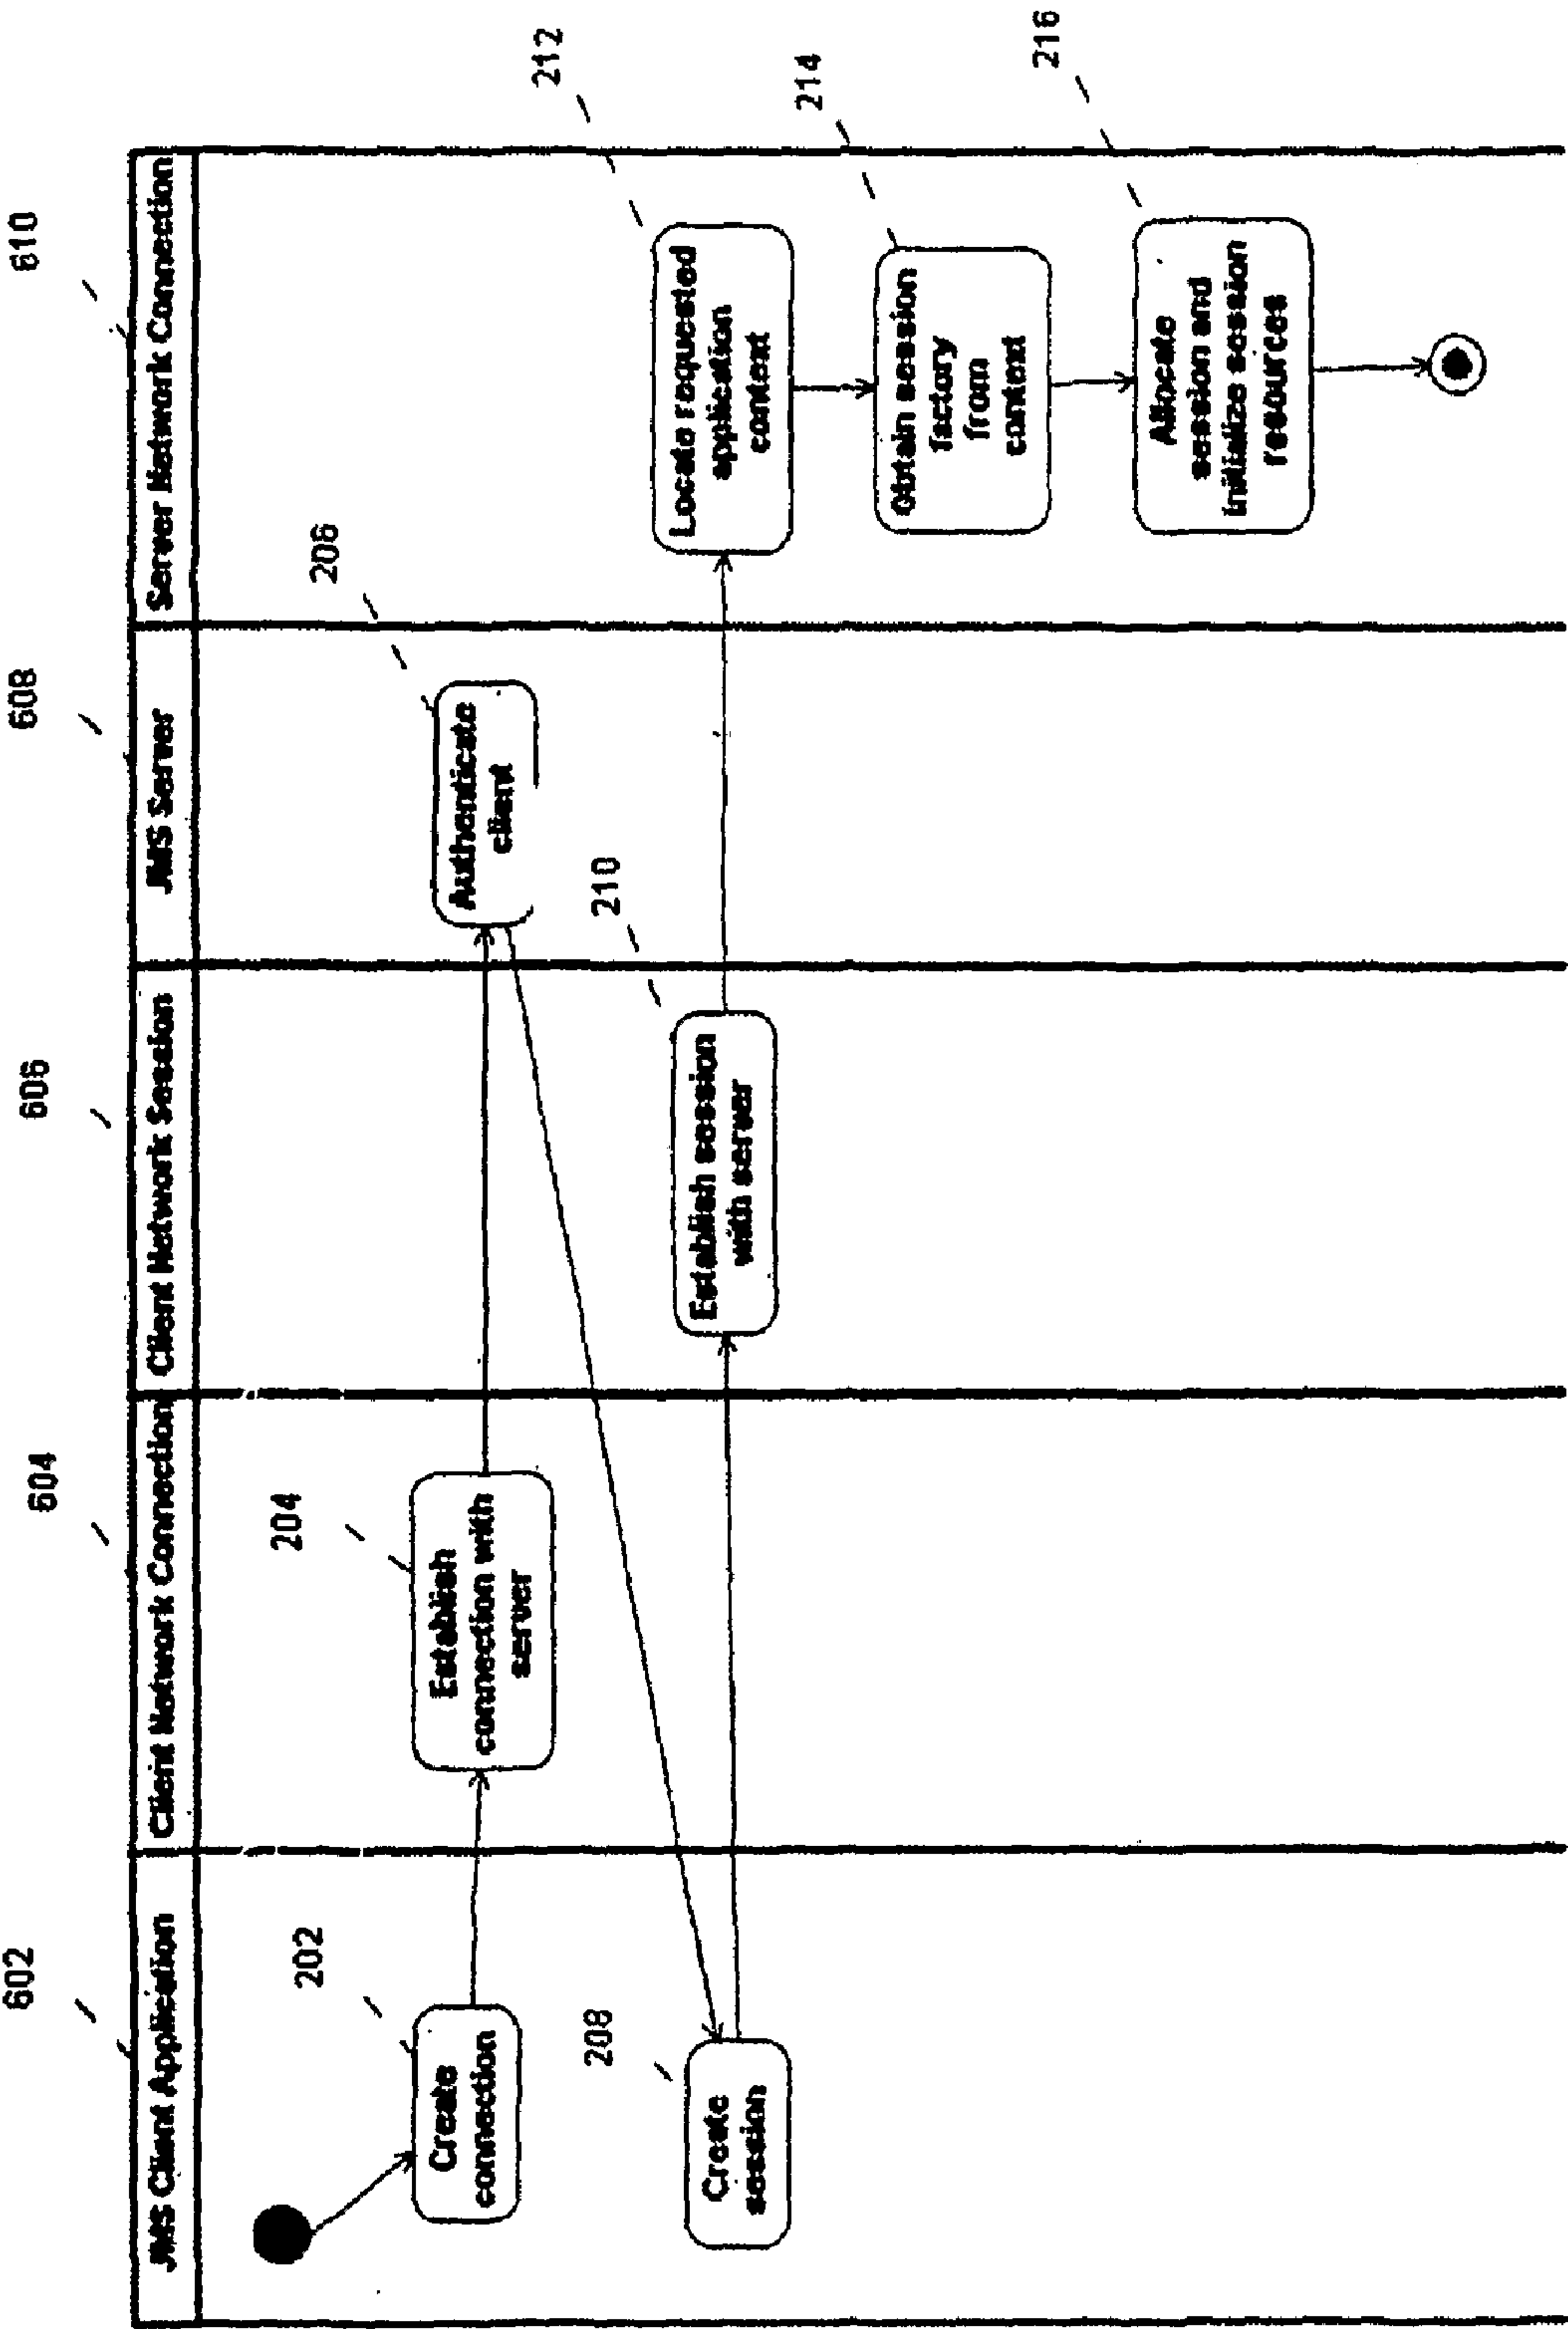 602
604
606
608
610
JMS Client Application
Client Network Connection
Client Network Session
JMS Server
Server Network Connection
202
Create
connection
204
Establish
connection with
server
206
Authenticate
client
208
Create
session
210
Establish session
with server
212
Locate requested
application
context
214
Obtain session
factory
from
context
216
Allocate
session and
initialize session
resources